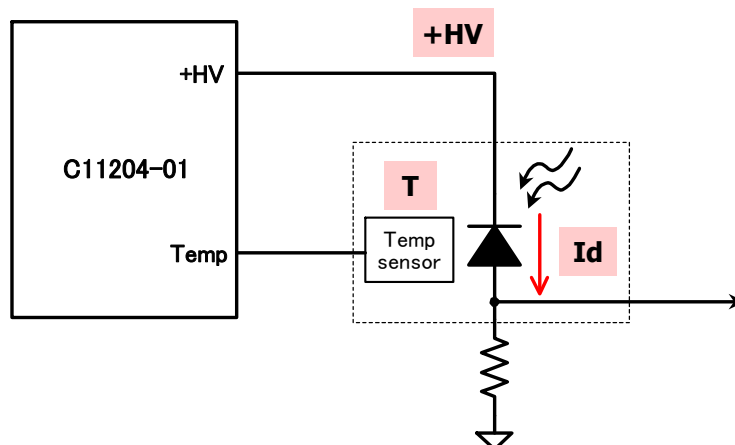 +HV
+HV
C11204-01
T
Temp
sensor
Id
Temp